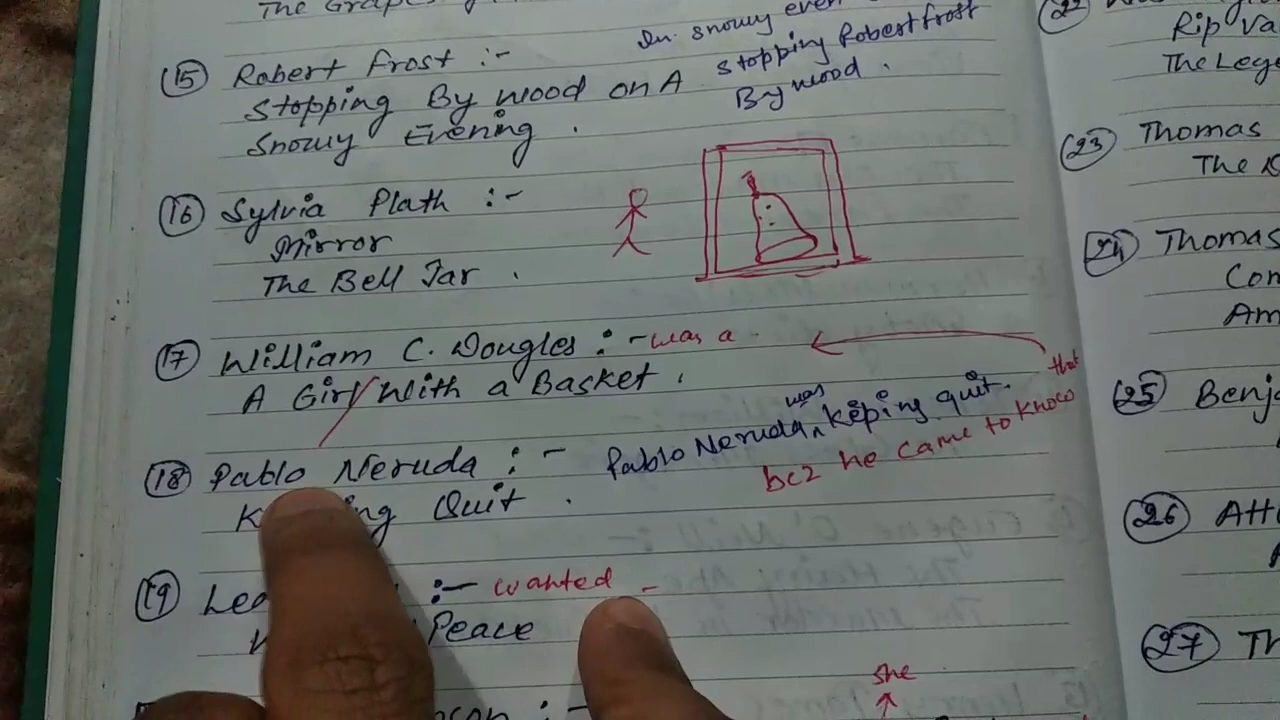 The Grapes
In snowy even
(15) Robert Frost :-
stopping Robert frost
Stopping By wood on A
By wood .
Snowy Evening .
(16) Sylvia Plath :-
Mirror
The Bell Jar .
(17) William C. Dougles : - was a
A Girl With a Basket .
that
was
(18) Pablo Neruda : - Pablo Neruda keping quit.
bcz he came to know
Quit .
(19) :- wanted -
Peace
she
Rip Va
The Lege
(23) Thomas
The
(24) Thomas
Con
Am
(25) Benj
(26) Att
(27) Th